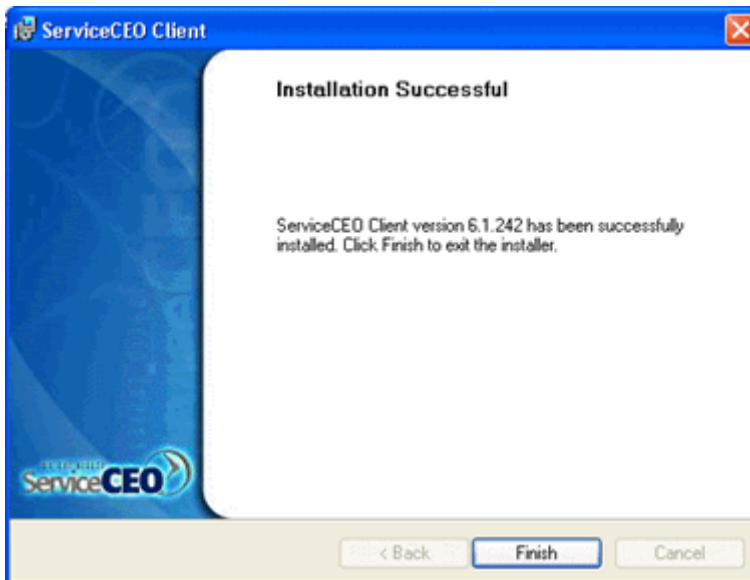 ServiceCEO Client
Installation Successful
ServiceCEO Client version 6.1.242 has been successfully
installed. Click Finish to exit the installer.
ServiceCEO
< Back
Finish
Cancel